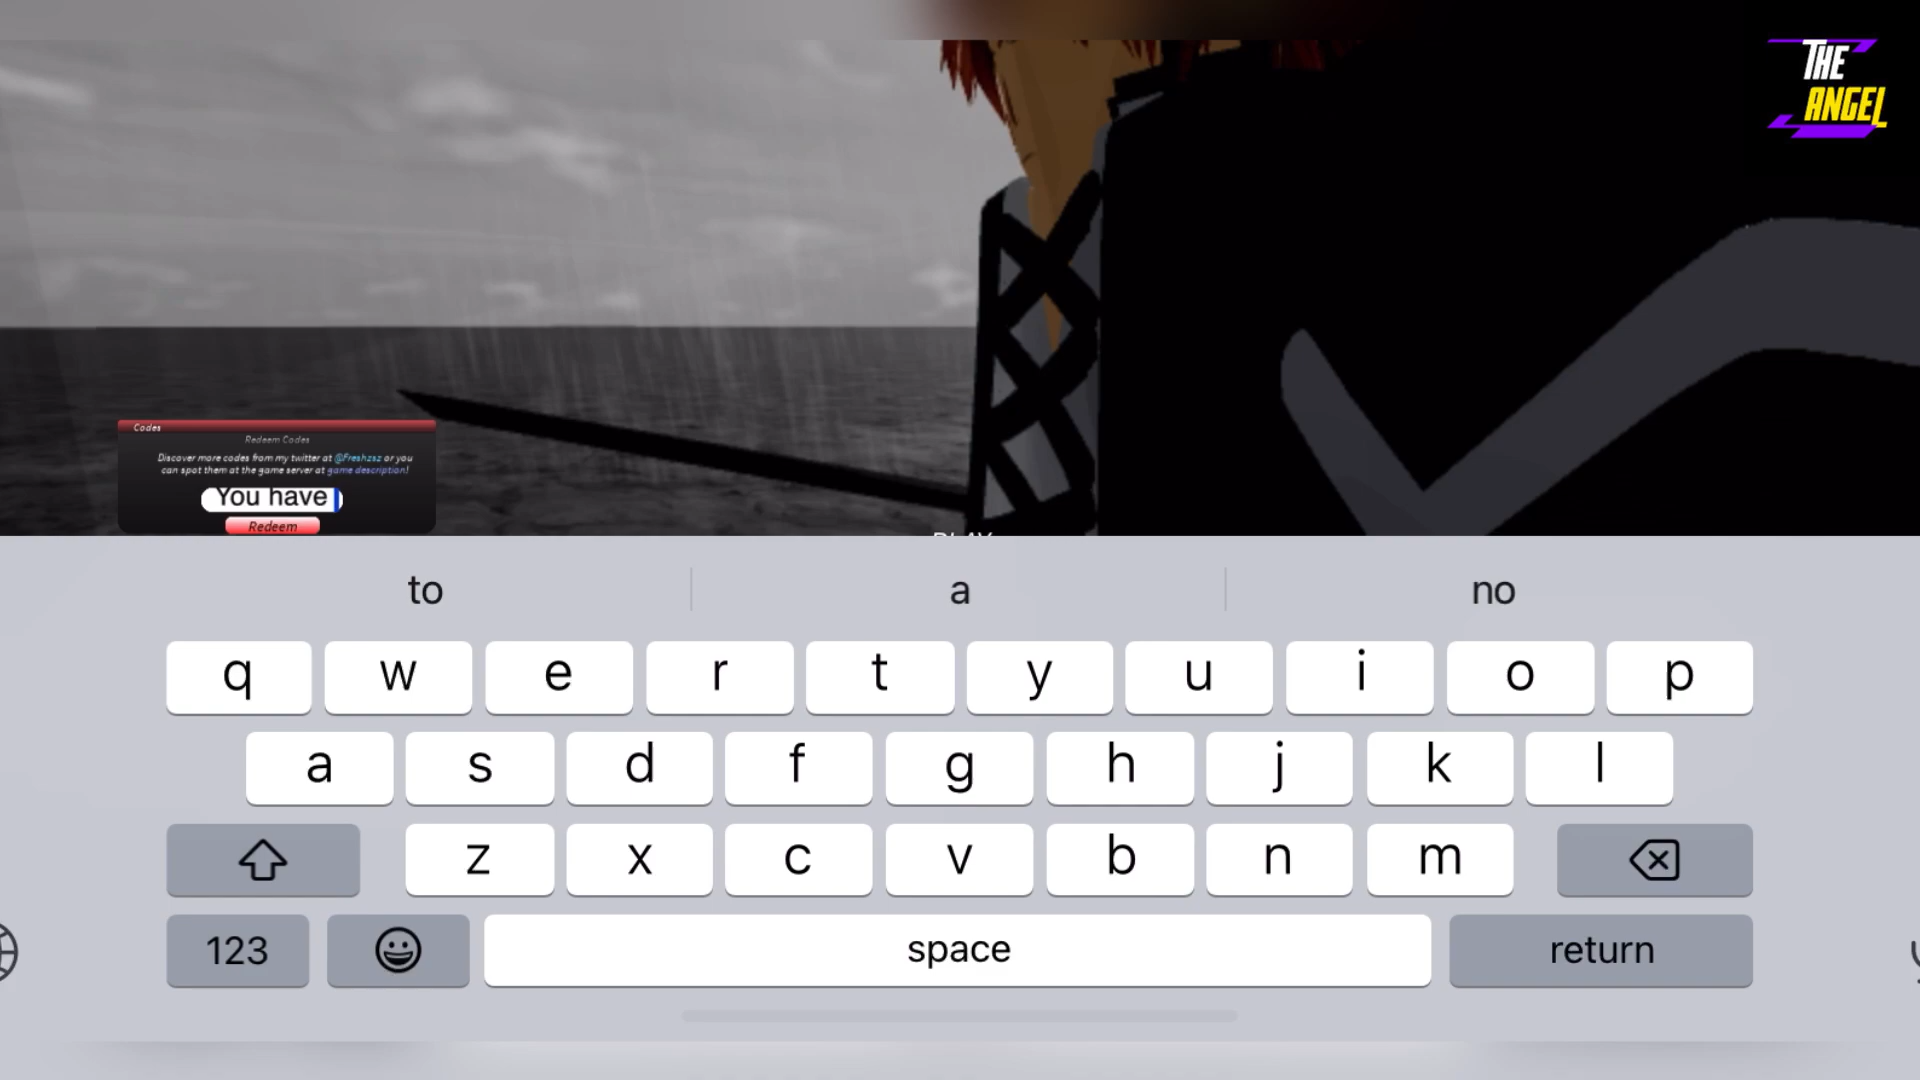 THE
ANGEL
Codes
Redeem Codes
Discover more codes from my twitter at @Freshzsz or you
can spot them at the game server at game description!
You have
Redeem
PLAY
to a no
q w e r t y u i o p
a s d f g h j k l
z x c v b n m
123 space return